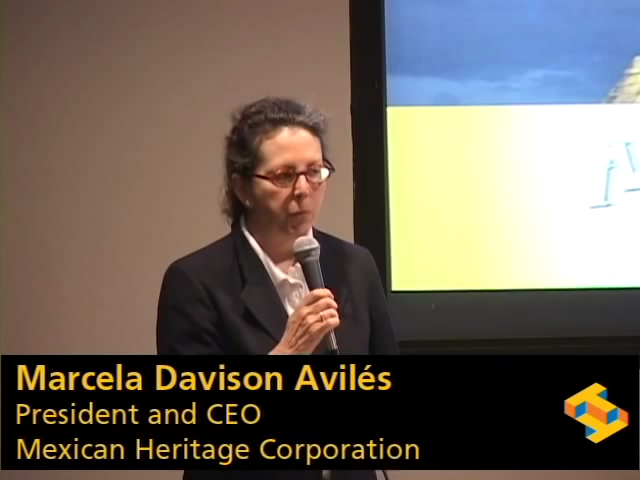 Marcela Davison Avilés
President and CEO
Mexican Heritage Corporation